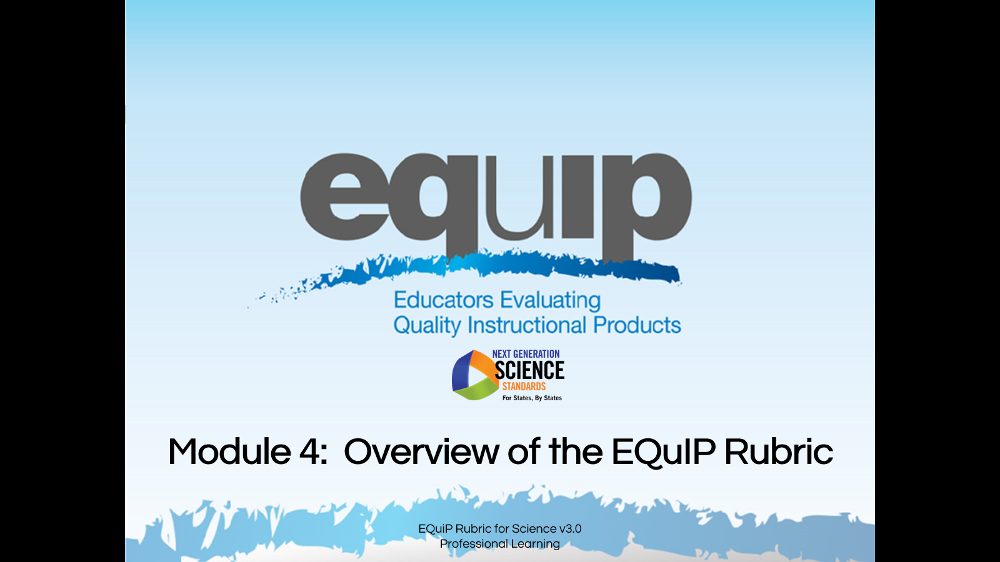 equip
Educators Evaluating
Quality Instructional Products
NEXT GENERATION
SCIENCE
STANDARDS
For States, By States
Module 4: Overview of the EQuIP Rubric
EQuiP Rubric for Science v3.0
Professional Learning